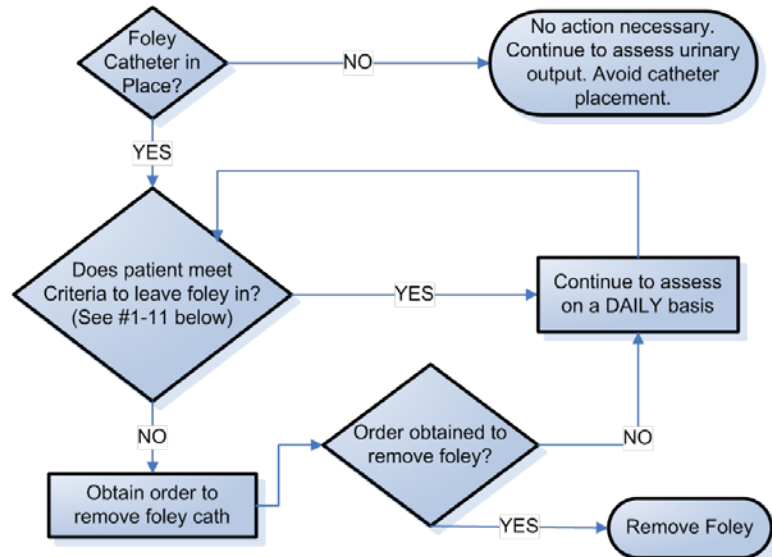 Foley
Catheter in
Place?
NO
No action necessary.
Continue to assess urinary
output. Avoid catheter
placement.
YES
Does patient meet
Criteria to leave foley in?
(See #1-11 below)
YES
Continue to assess
on a DAILY basis
NO
Obtain order to
remove foley cath
Order obtained to
remove foley?
NO
YES
Remove Foley